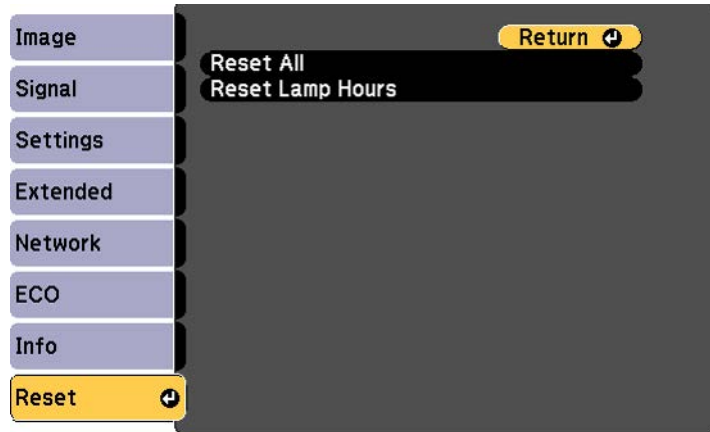 Image
Signal
Settings
Extended
Network
ECO
Info
Reset
Return
Reset All
Reset Lamp Hours